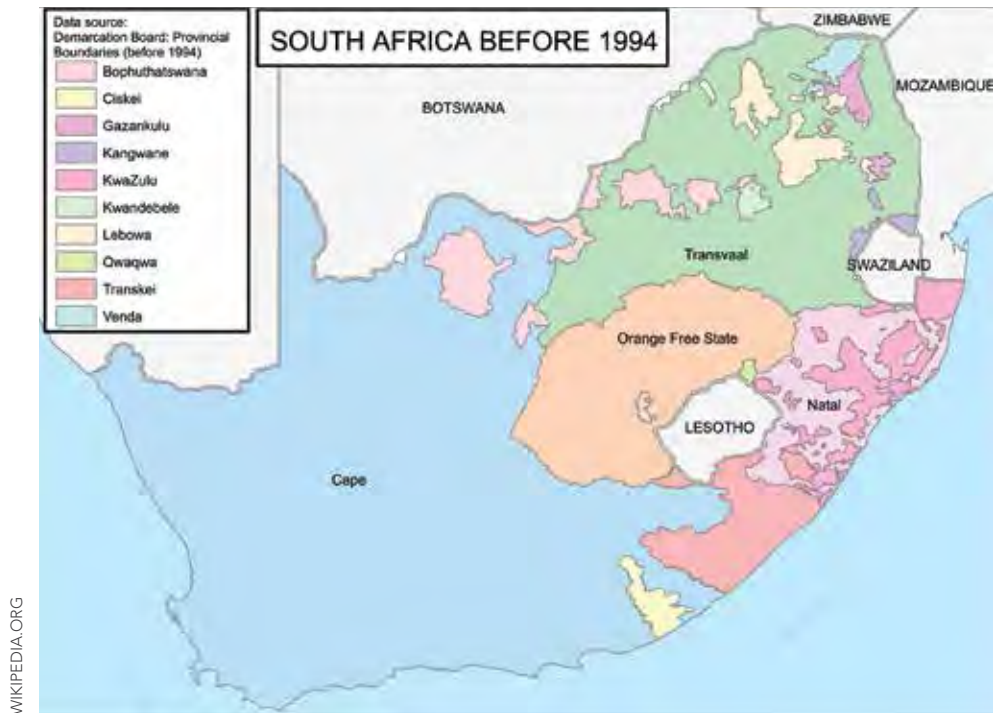 Data source:
Demarcation Board: Provincial
Boundaries (before 1994)
Bophuthatswana
Ciskei
Gazankulu
Kangwane
KwaZulu
Kwandebele
Lebowa
Qwaqwa
Transkei
Venda
SOUTH AFRICA BEFORE 1994
ZIMBABWE
BOTSWANA
MOZAMBIQUE
Transvaal
SWAZILAND
Orange Free State
Natal
LESOTHO
Cape
WIKIPEDIA.ORG